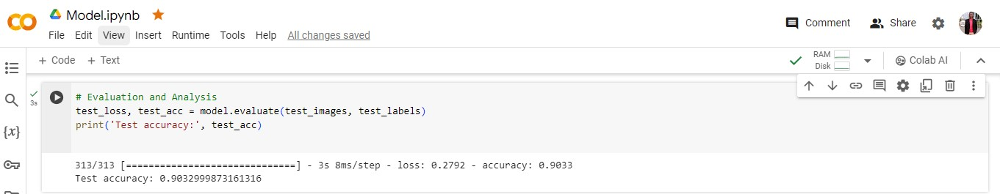 Model.ipynb
Comment
Share
File Edit View Insert Runtime Tools Help All changes saved
+ Code + Text
RAM
Disk
Colab AI
3s
# Evaluation and Analysis
test_loss, test_acc = model.evaluate(test_images, test_labels)
print('Test accuracy:', test_acc)
{x}
313/313 [==============================] - 3s 8ms/step - loss: 0.2792 - accuracy: 0.9033
Test accuracy: 0.9032999873161316